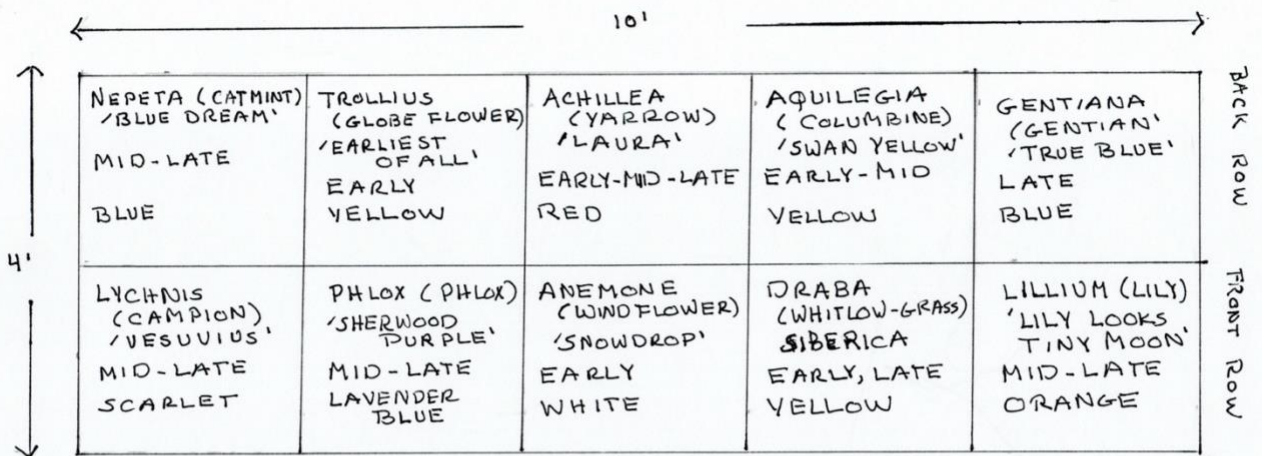 10'
4'
NEPETA (CATMINT)
'BLUE DREAM'
MID-LATE
BLUE
TROLLIUS
(GLOBE FLOWER)
'EARLIEST
OF ALL'
EARLY
YELLOW
ACHILLEA
(YARROW)
'LAURA'
EARLY-MID-LATE
RED
AQUILEGIA
(COLUMBINE)
'SWAN YELLOW'
EARLY-MID
YELLOW
GENTIANA
(GENTIAN'
'TRUE BLUE'
LATE
BLUE
BACK ROW
LYCHNIS
(CAMPION)
'VESUVIUS'
MID-LATE
SCARLET
PHLOX (PHLOX)
'SHERWOOD
PURPLE'
MID-LATE
LAVENDER
BLUE
ANEMONE
(WINDFLOWER)
'SNOWDROP'
EARLY
WHITE
DRABA
(WHITLOW-GRASS)
SIBERICA
EARLY, LATE
YELLOW
LILLIUM (LILY)
'LILY LOOKS
TINY MOON'
MID-LATE
ORANGE
FRONT ROW